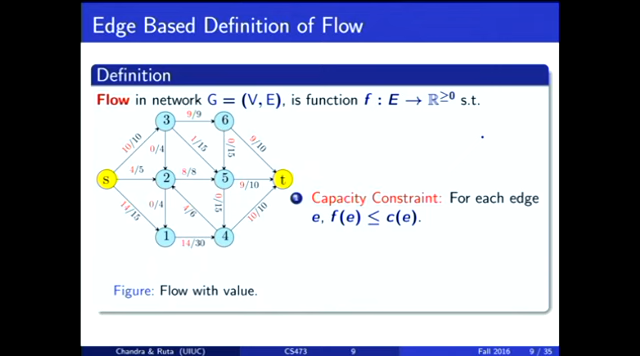 Edge Based Definition of Flow
Definition
Flow in network G = (V, E), is function f : E → ℝ≥0 s.t.
9/9
3
6
10/10
0/4
1/15
0/15
9/10
s
4/5
2
8/8
5
9/10
t
14/15
0/4
4/6
0/15
10/10
1
14/30
4
1 Capacity Constraint: For each edge
e, f(e) ≤ c(e).
Figure: Flow with value.
Chandra & Ruta (UIUC) CS473 9 Fall 2016 9 / 35